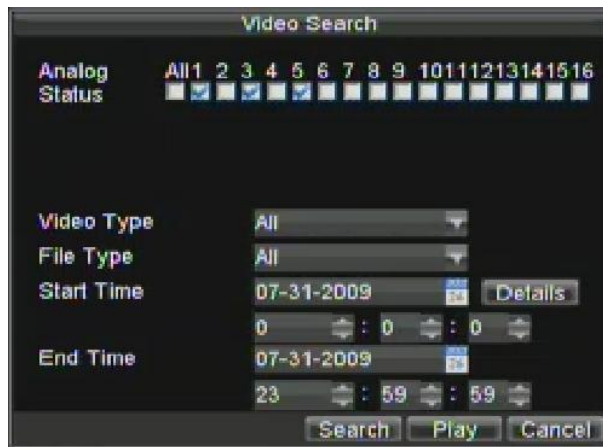 Video Search
Analog All 1 2 3 4 5 6 7 8 9 10 11 12 13 14 15 16
Status
Video Type All
File Type All
Start Time 07-31-2009 Details
0 : 0 : 0
End Time 07-31-2009
23 : 59 : 59
Search Play Cancel